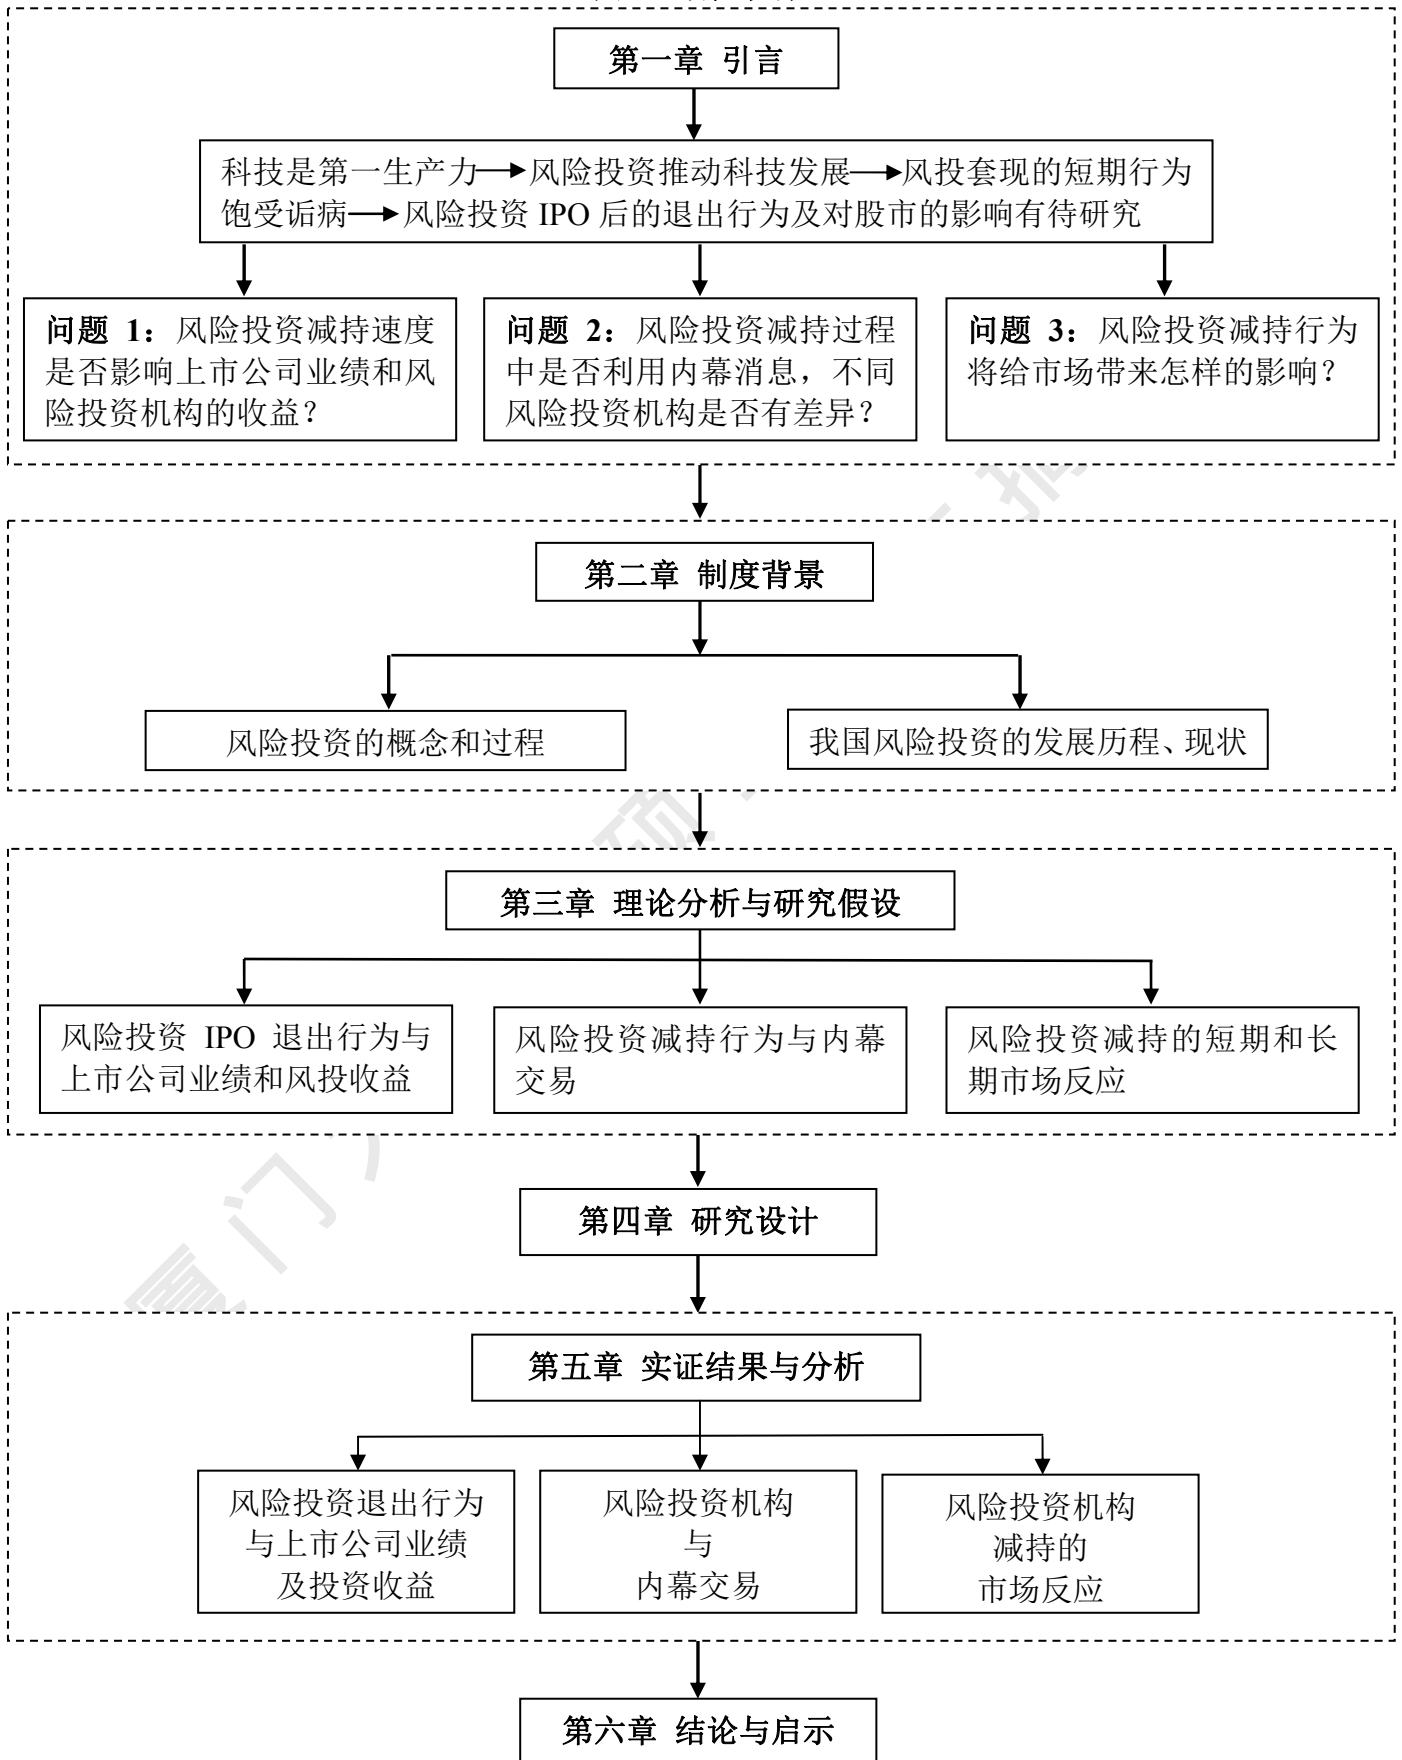 第一章 引言
科技是第一生产力→风险投资推动科技发展→风投套现的短期行为
饱受诟病→风险投资 IPO 后的退出行为及对股市的影响有待研究
问题 1：风险投资减持速度
是否影响上市公司业绩和风
险投资机构的收益？
问题 2：风险投资减持过程
中是否利用内幕消息，不同
风险投资机构是否有差异？
问题 3：风险投资减持行为
将给市场带来怎样的影响？
第二章 制度背景
风险投资的概念和过程
我国风险投资的发展历程、现状
第三章 理论分析与研究假设
风险投资 IPO 退出行为与
上市公司业绩和风投收益
风险投资减持行为与内幕
交易
风险投资减持的短期和长
期市场反应
第四章 研究设计
第五章 实证结果与分析
风险投资退出行为
与上市公司业绩
及投资收益
风险投资机构
与
内幕交易
风险投资机构
减持的
市场反应
第六章 结论与启示
厦门